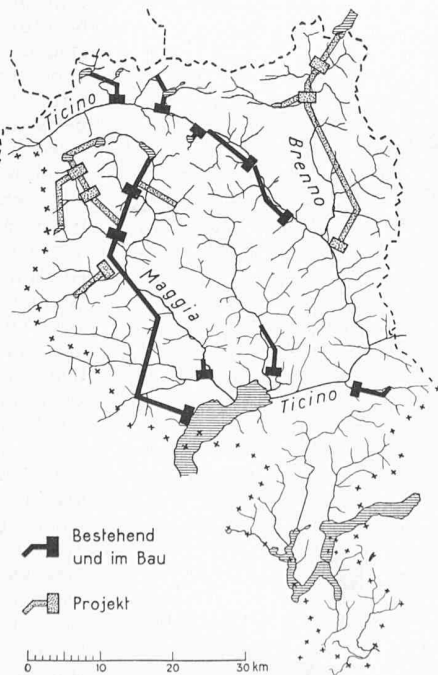 Ticino
Brenno
Maggia
Ticino
Bestehend
und im Bau
Projekt
0 10 20 30 km